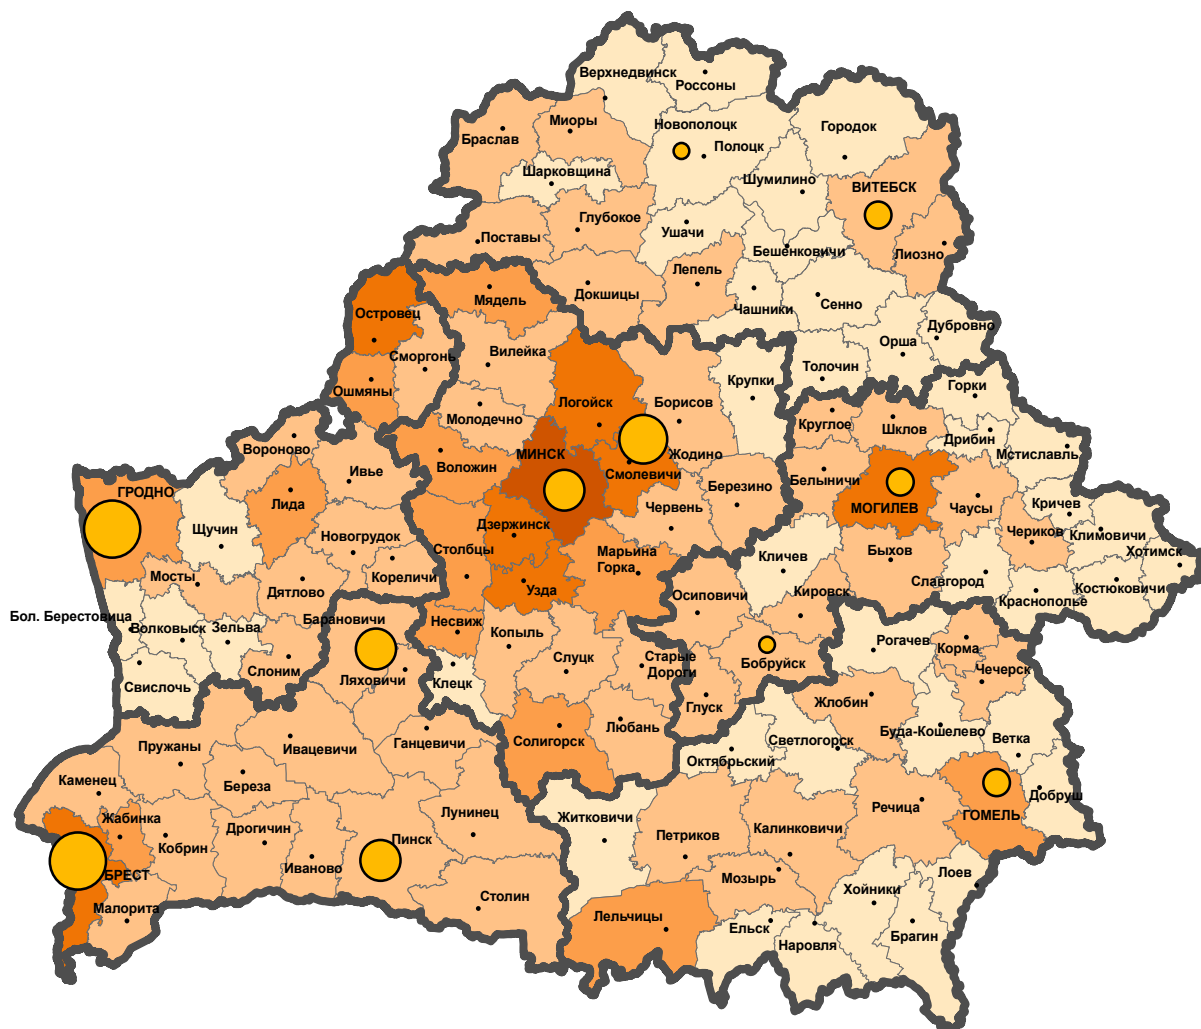 Верхнедвинск
Россоны
Браслав
Миоры
Новополоцк
Полоцк
Городок
Шарковщина
Шумилино
ВИТЕБСК
Глубокое
Поставы
Ушачи
Бешенковичи
Лиозно
Докшицы
Лепель
Чашники
Сенно
Мядель
Островец
Дубровно
Орша
Толочин
Сморгонь
Вилейка
Ошмяны
Крупки
Горки
Логойск
Борисов
Молодечно
Круглое
Шклов
Дрибин
Мстиславль
Вороново
Ивье
Воложин
МИНСК
Жодино
Смолевичи
Белыничи
ГРОДНО
Лида
Березино
МОГИЛЕВ
Чаусы
Кричев
Щучин
Червень
Чериков
Климовичи
Дзержинск
Новогрудок
Столбцы
Марьина
Горка
Кличев
Быхов
Хотимск
Мосты
Кореличи
Дятлово
Узда
Осиповичи
Кировск
Славгород
Костюковичи
Краснополье
Бол. Берестовица
Волковыск
Зельва
Барановичи
Несвиж
Копыль
Рогачев
Корма
Слуцк
Старые
Дороги
Бобруйск
Чечерск
Слоним
Ляховичи
Клецк
Свислочь
Глуск
Жлобин
Любань
Буда-Кошелево
Ветка
Пружаны
Ивацевичи
Ганцевичи
Солигорск
Светлогорск
Октябрьский
Каменец
Береза
Добруш
Речица
ГОМЕЛЬ
Жабинка
Дрогичин
Лунинец
Житковичи
Калинковичи
Петриков
Кобрин
Пинск
Иваново
БРЕСТ
Мозырь
Лоев
Столин
Хойники
Малорита
Лельчицы
Ельск
Наровля
Брагин